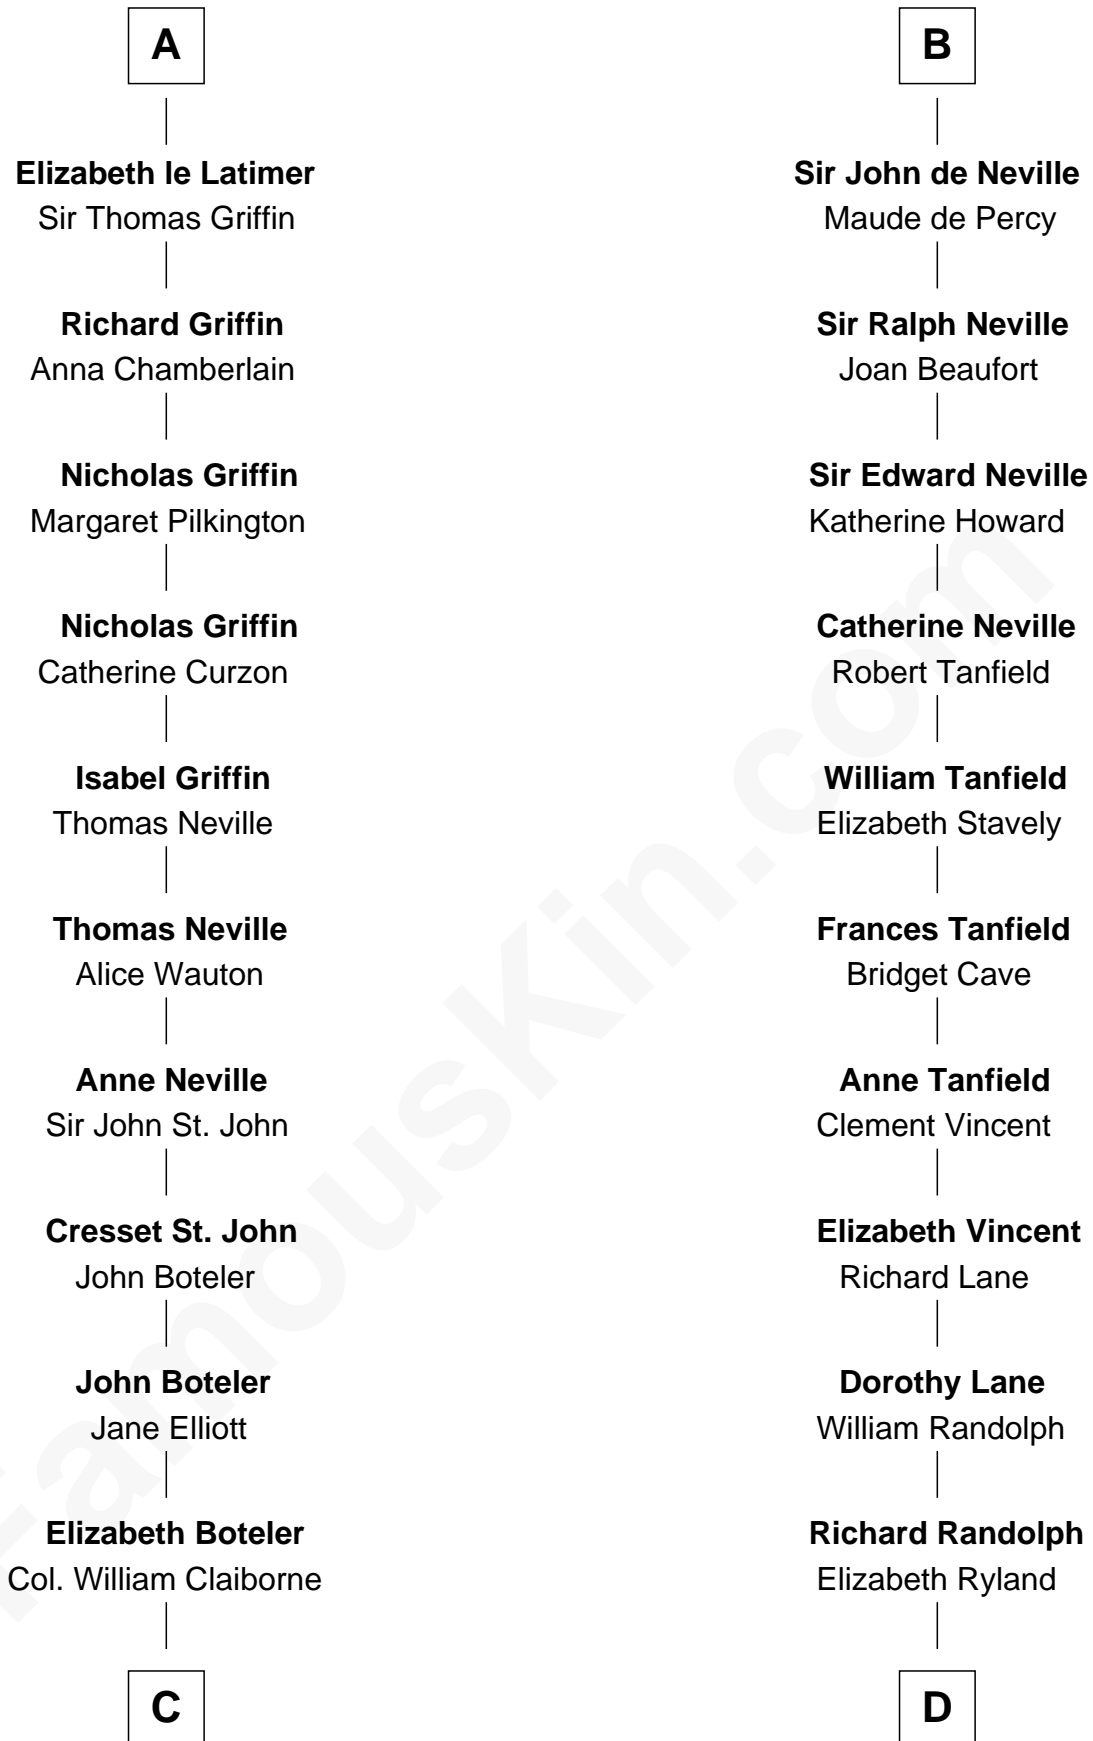 A
Elizabeth le Latimer
Sir Thomas Griffin
Richard Griffin
Anna Chamberlain
Nicholas Griffin
Margaret Pilkington
Nicholas Griffin
Catherine Curzon
Isabel Griffin
Thomas Neville
Thomas Neville
Alice Wauton
Anne Neville
Sir John St. John
Cresset St. John
John Boteler
John Boteler
Jane Elliott
Elizabeth Boteler
Col. William Claiborne
C
B
Sir John de Neville
Maude de Percy
Sir Ralph Neville
Joan Beaufort
Sir Edward Neville
Katherine Howard
Catherine Neville
Robert Tanfield
William Tanfield
Elizabeth Stavely
Frances Tanfield
Bridget Cave
Anne Tanfield
Clement Vincent
Elizabeth Vincent
Richard Lane
Dorothy Lane
William Randolph
Richard Randolph
Elizabeth Ryland
D
FamousKin.com